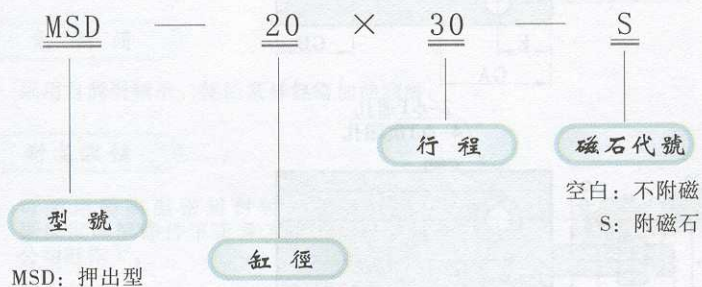 MSD — 20 × 30 — S
行程
磁石代號
空白：不附磁
S：附磁石
型號
缸徑
MSD：押出型